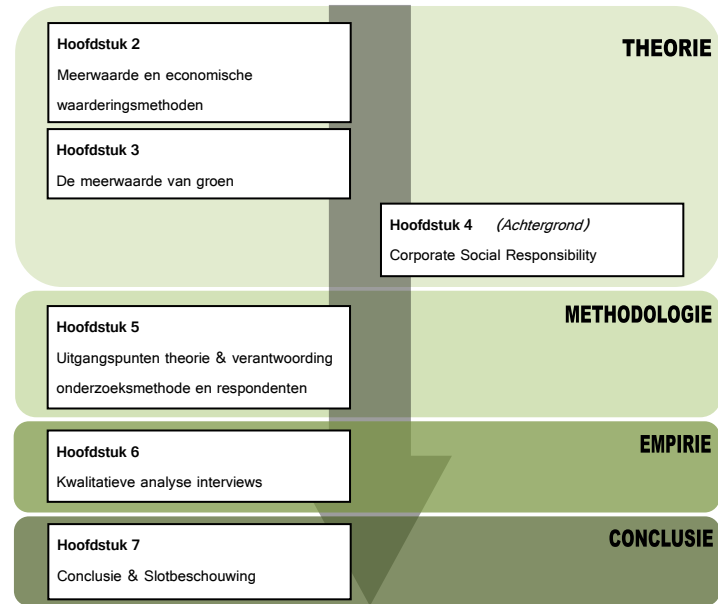 THEORIE
Hoofdstuk 2
Meerwaarde en economische
waarderingsmethoden
Hoofdstuk 3
De meerwaarde van groen
Hoofdstuk 4 (Achtergrond)
Corporate Social Responsibility
METHODOLOGIE
Hoofdstuk 5
Uitgangspunten theorie & verantwoording
onderzoeksmethode en respondenten
EMPIRIE
Hoofdstuk 6
Kwalitatieve analyse interviews
CONCLUSIE
Hoofdstuk 7
Conclusie & Slotbeschouwing